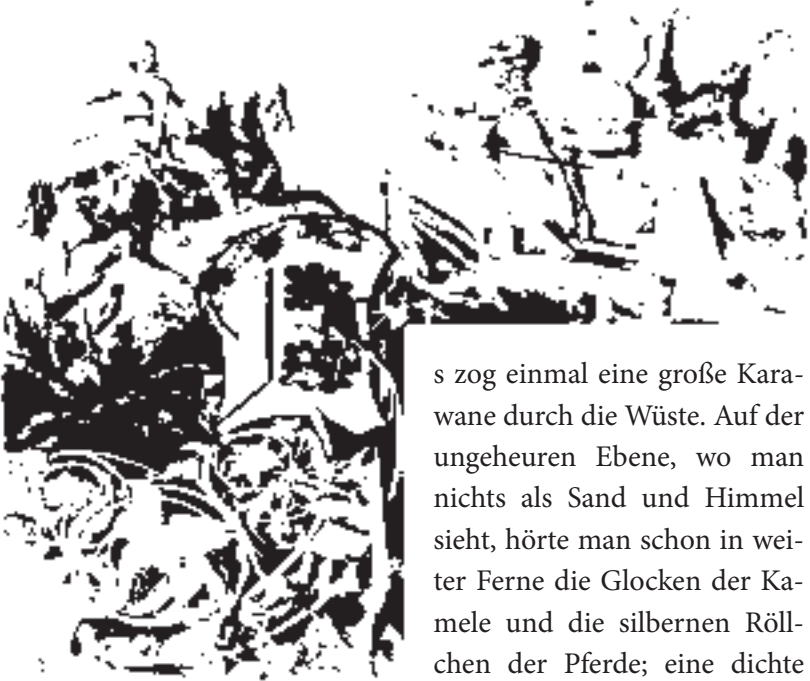 s zog einmal eine große Kara-
wane durch die Wüste. Auf der
ungeheuren Ebene, wo man
nichts als Sand und Himmel
sieht, hörte man schon in wei-
ter Ferne die Glocken der Ka-
mele und die silbernen Röll-
chen der Pferde; eine dichte